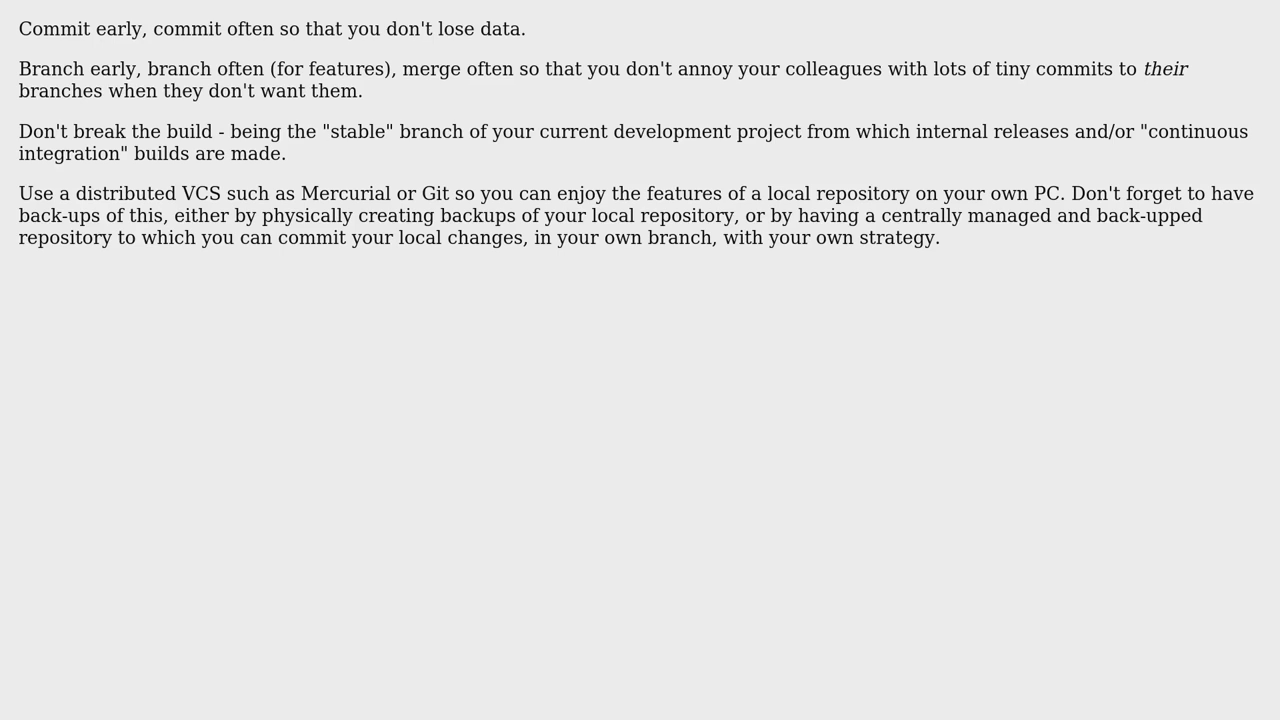 Commit early, commit often so that you don't lose data.
Branch early, branch often (for features), merge often so that you don't annoy your colleagues with lots of tiny commits to their
branches when they don't want them.
Don't break the build - being the "stable" branch of your current development project from which internal releases and/or "continuous
integration" builds are made.
Use a distributed VCS such as Mercurial or Git so you can enjoy the features of a local repository on your own PC. Don't forget to have
back-ups of this, either by physically creating backups of your local repository, or by having a centrally managed and back-upped
repository to which you can commit your local changes, in your own branch, with your own strategy.